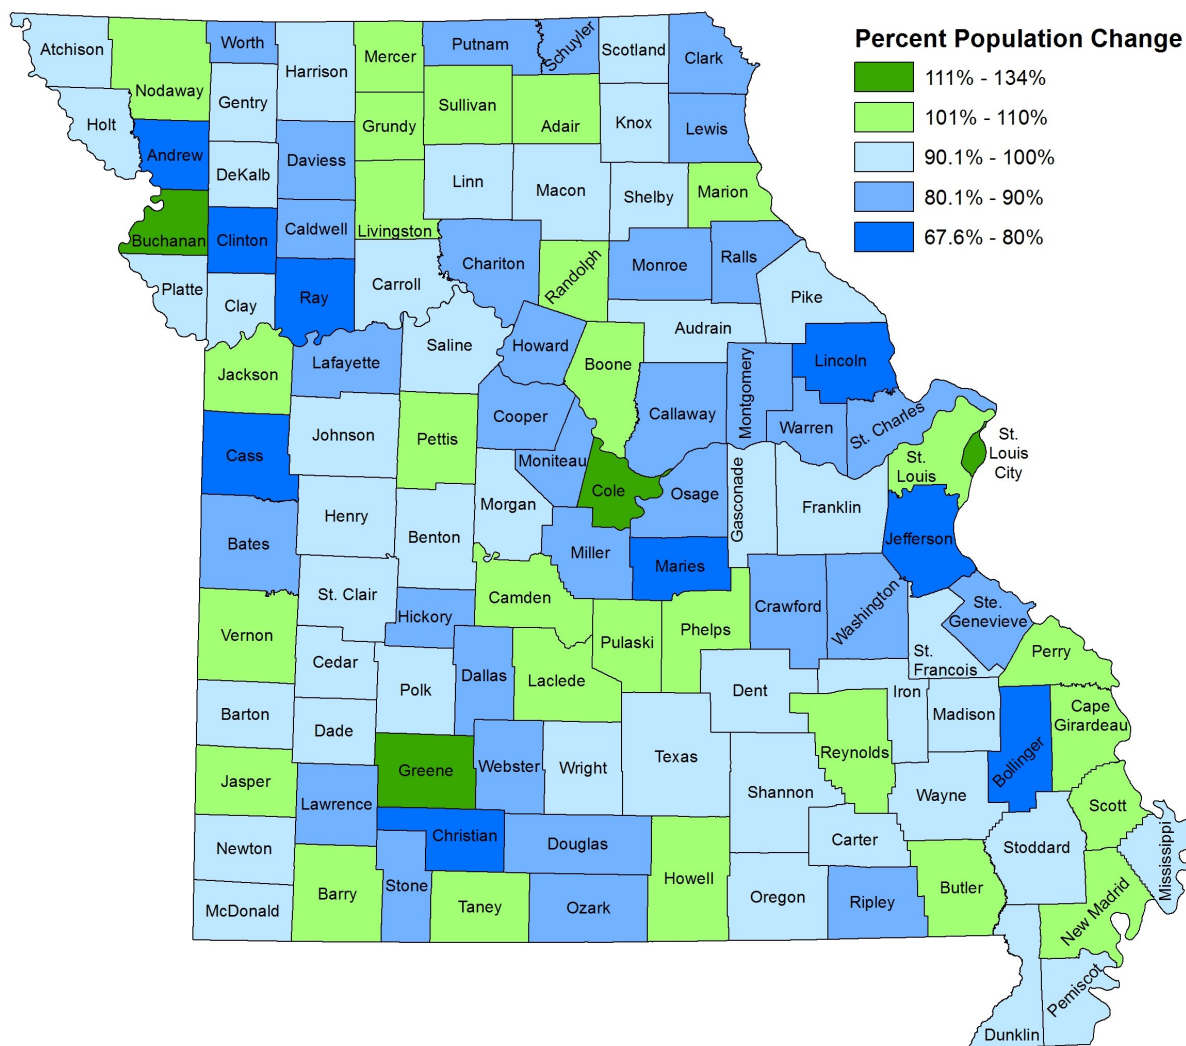 Percent Population Change
111% - 134%
101% - 110%
90.1% - 100%
80.1% - 90%
67.6% - 80%
Atchison
Nodaway
Worth
Harrison
Mercer
Putnam
Schuyler
Scotland
Clark
Holt
Gentry
Grundy
Sullivan
Adair
Knox
Lewis
Andrew
DeKalb
Daviess
Linn
Macon
Shelby
Marion
Buchanan
Clinton
Caldwell
Livingston
Chariton
Randolph
Monroe
Ralls
Platte
Clay
Ray
Carroll
Pike
Audrain
Saline
Howard
Boone
Lincoln
Jackson
Lafayette
Callaway
Montgomery
Warren
St. Charles
Johnson
Pettis
Cooper
Moniteau
Cole
St.
Louis
St.
Louis
City
Cass
Henry
Morgan
Osage
Gasconade
Franklin
Bates
Benton
Miller
Maries
Jefferson
St. Clair
Hickory
Camden
Crawford
Washington
Ste.
Genevieve
Vernon
Cedar
Pulaski
Phelps
St.
Francois
Perry
Polk
Dallas
Laclede
Dent
Iron
Madison
Barton
Dade
Cape
Girardeau
Jasper
Greene
Webster
Wright
Texas
Reynolds
Bollinger
Lawrence
Shannon
Wayne
Scott
Newton
Christian
Douglas
Carter
Stoddard
Mississippi
McDonald
Barry
Stone
Taney
Ozark
Howell
Oregon
Ripley
Butler
New Madrid
Dunklin
Pemiscot